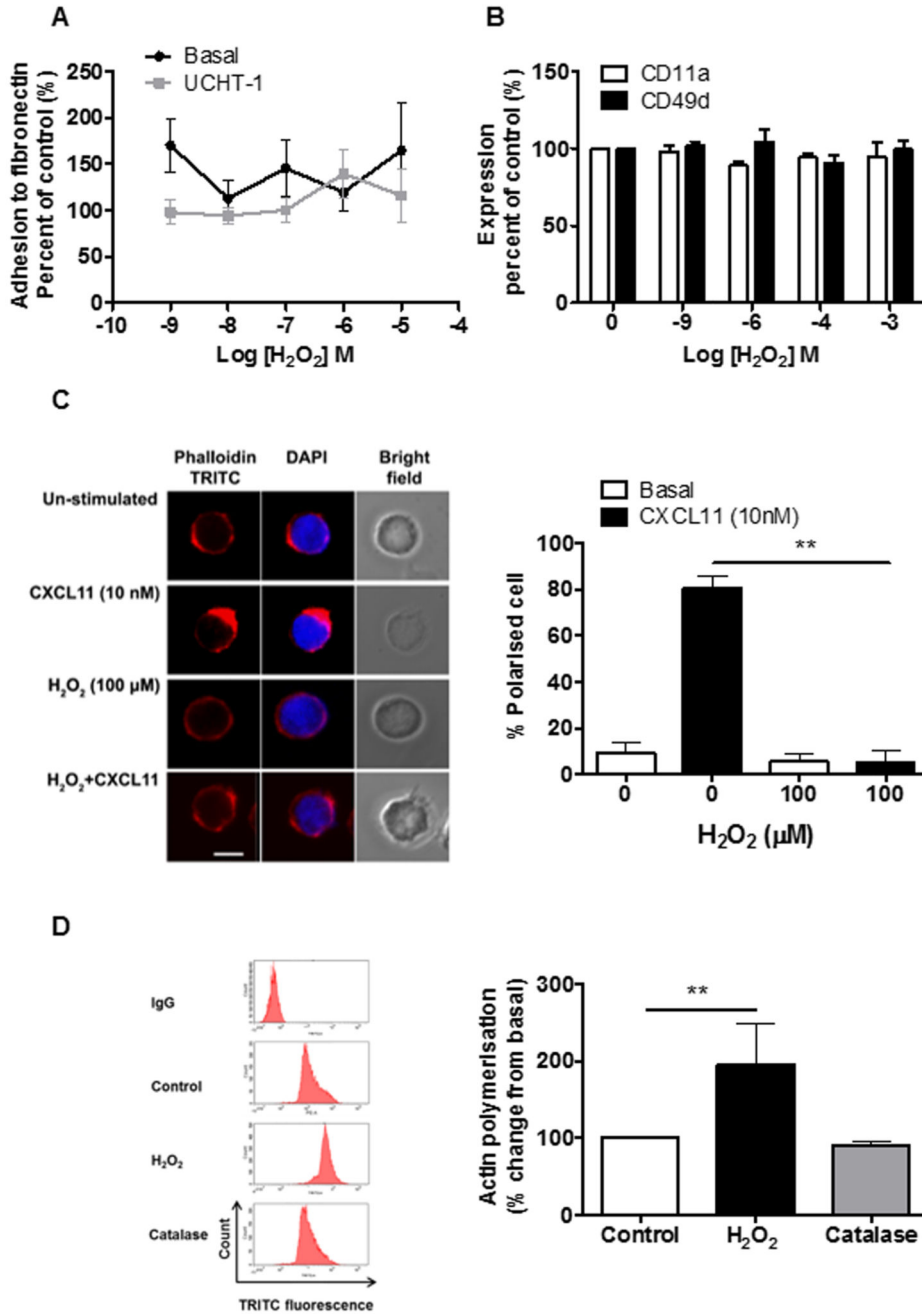 A
Basal
UCHT-1
Adhesion to fibronectin
Percent of control (%)
250
200
150
100
50
0
-10 -9 -8 -7 -6 -5 -4
Log [H₂O₂] M
B
CD11a
CD49d
Expression
percent of control (%)
150
100
50
0
0 -9 -6 -4 -3
Log [H₂O₂] M
C
Phalloidin
TRITC
DAPI
Bright
field
Un-stimulated
CXCL11 (10 nM)
H₂O₂ (100 µM)
H₂O₂+CXCL11
Basal
CXCL11 (10nM)
**
% Polarised cell
100
80
60
40
20
0
0 0 100 100
H₂O₂ (µM)
D
IgG
Control
H₂O₂
Catalase
Count
TRITC fluorescence
**
Actin polymerisation
(% change from basal)
300
200
100
0
Control H₂O₂ Catalase